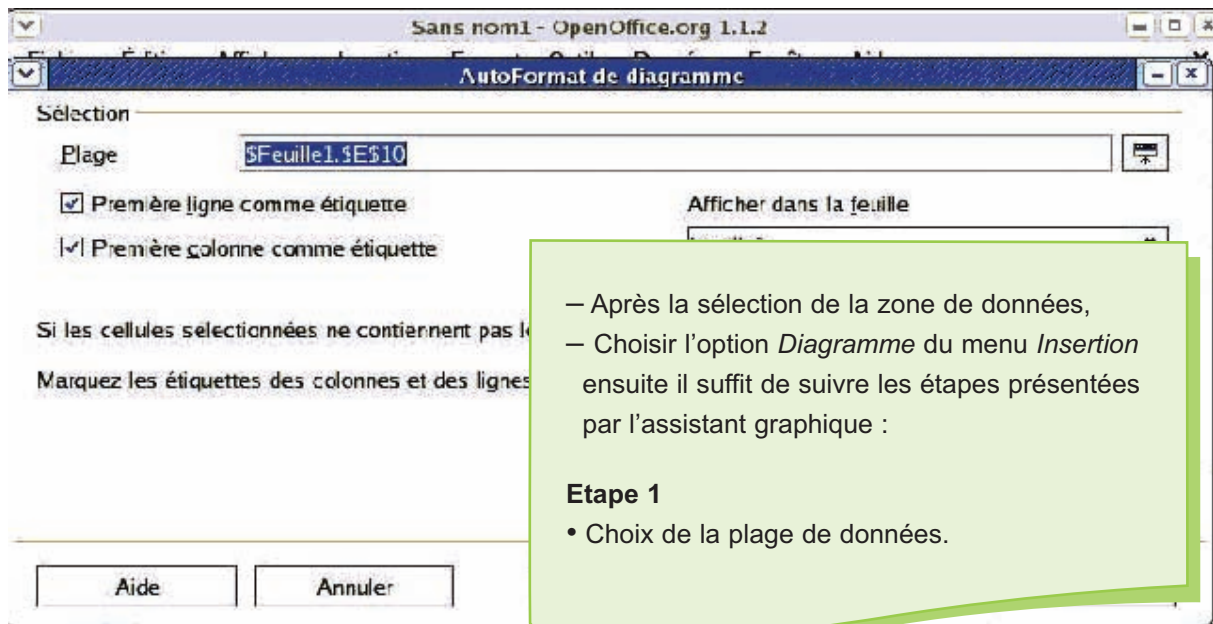 Sans nom1 - OpenOffice.org 1.1.2
AutoFormat de diagramme
Sélection
Plage
$Feuille1.$E$10
Première ligne comme étiquette
Afficher dans la feuille
Première colonne comme étiquette
Si les cellules selectionnées ne contiennent pas
Marquez les étiquettes des colonnes et des lignes
– Après la sélection de la zone de données,
– Choisir l’option Diagramme du menu Insertion
ensuite il suffit de suivre les étapes présentées
par l’assistant graphique :
Etape 1
• Choix de la plage de données.
Aide
Annuler